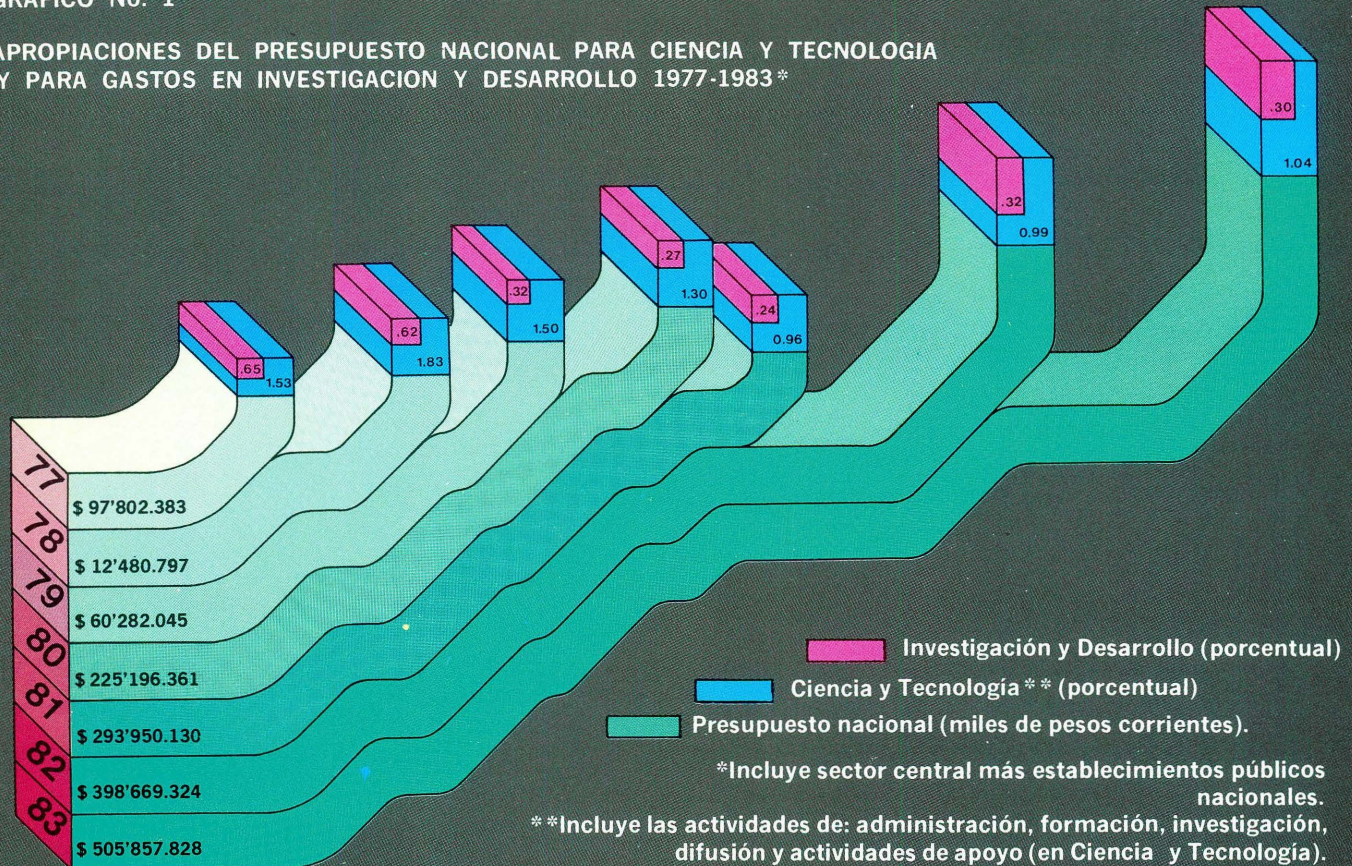 GRAFICO No. 1
APROPIACIONES DEL PRESUPUESTO NACIONAL PARA CIENCIA Y TECNOLOGIA
Y PARA GASTOS EN INVESTIGACION Y DESARROLLO 1977-1983*
.30
1.04
.32
0.99
.27
1.30
.24
0.96
.32
1.50
.62
1.83
.65
1.53
77
$ 97'802.383
78
$ 12'480.797
79
$ 60'282.045
80
$ 225'196.361
81
$ 293'950.130
82
$ 398'669.324
83
$ 505'857.828
Investigación y Desarrollo (porcentual)
Ciencia y Tecnología** (porcentual)
Presupuesto nacional (miles de pesos corrientes).
*Incluye sector central más establecimientos públicos
nacionales.
**Incluye las actividades de: administración, formación, investigación,
difusión y actividades de apoyo (en Ciencia y Tecnología).